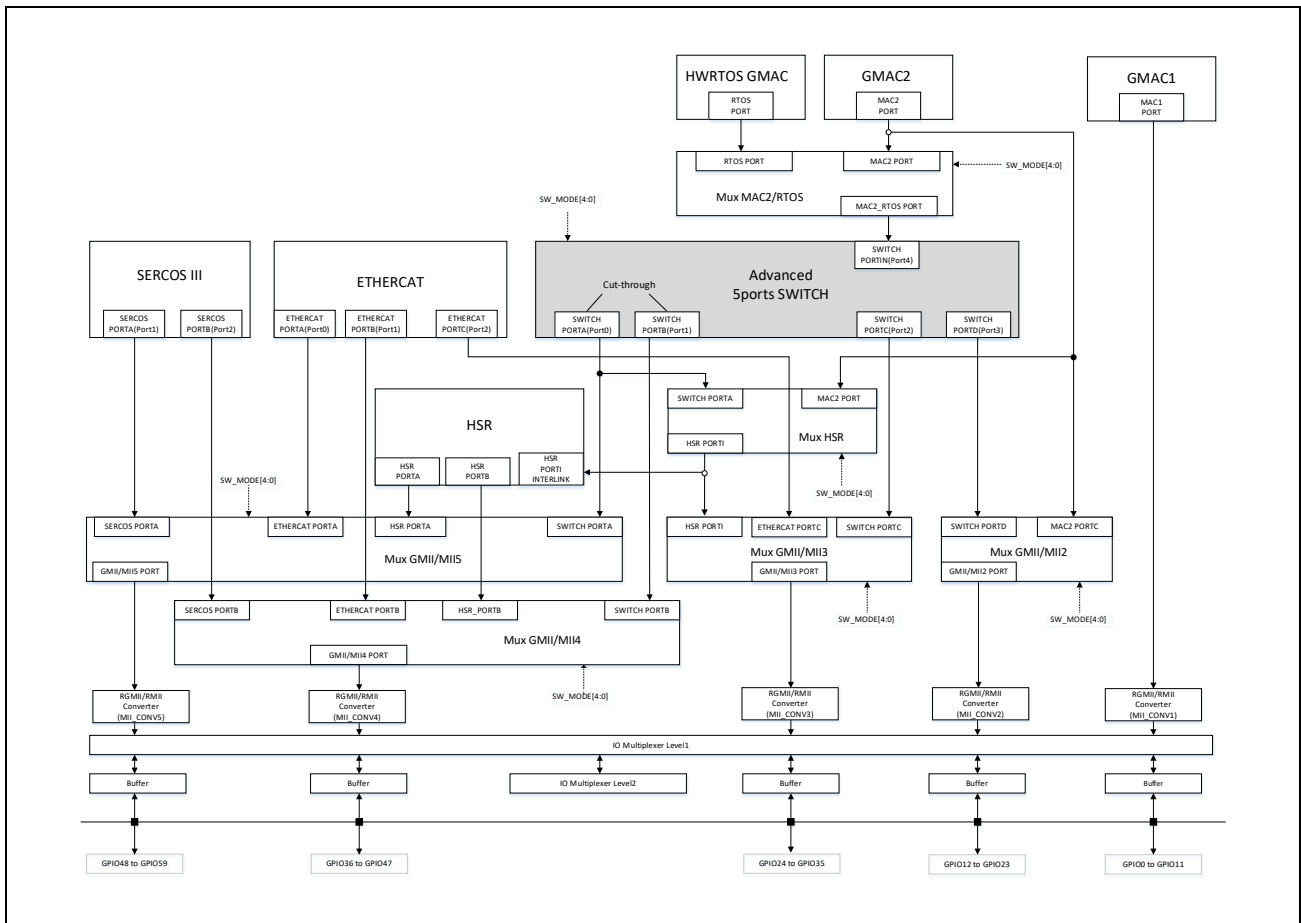 HWRTOS GMAC
GMAC2
GMAC1
RTOS
PORT
MAC2
PORT
MAC1
PORT
RTOS PORT
MAC2 PORT
SW_MODE[4:0]
Mux MAC2/RTOS
MAC2_RTOS PORT
SW_MODE[4:0]
SERCOS III
ETHERCAT
Advanced
5ports SWITCH
SWITCH
PORTIN(Port4)
Cut-through
SERCOS
PORTA(Port1)
SERCOS
PORTB(Port2)
ETHERCAT
PORTA(Port0)
ETHERCAT
PORTB(Port1)
ETHERCAT
PORTC(Port2)
SWITCH
PORTA(Port0)
SWITCH
PORTB(Port1)
SWITCH
PORTC(Port2)
SWITCH
PORTD(Port3)
SWITCH PORTA
MAC2 PORT
HSR
Mux HSR
HSR PORTI
HSR
PORTA
HSR
PORTB
HSR
PORTI
INTERLINK
SW_MODE[4:0]
SW_MODE[4:0]
SERCOS PORTA
ETHERCAT PORTA
HSR PORTA
SWITCH PORTA
HSR PORTI
ETHERCAT PORTC
SWITCH PORTC
SWITCH PORTD
MAC2 PORTC
Mux GMII/MII5
Mux GMII/MII3
Mux GMII/MII2
GMII/MII5 PORT
GMII/MII3 PORT
GMII/MII2 PORT
SERCOS PORTB
ETHERCAT PORTB
HSR_PORTB
SWITCH PORTB
SW_MODE[4:0]
SW_MODE[4:0]
Mux GMII/MII4
GMII/MII4 PORT
SW_MODE[4:0]
RGMII/RMII
Converter
(MII_CONV5)
RGMII/RMII
Converter
(MII_CONV4)
RGMII/RMII
Converter
(MII_CONV3)
RGMII/RMII
Converter
(MII_CONV2)
RGMII/RMII
Converter
(MII_CONV1)
IO Multiplexer Level1
Buffer
Buffer
IO Multiplexer Level2
Buffer
Buffer
Buffer
GPIO48 to GPIO59
GPIO36 to GPIO47
GPIO24 to GPIO35
GPIO12 to GPIO23
GPIO0 to GPIO11